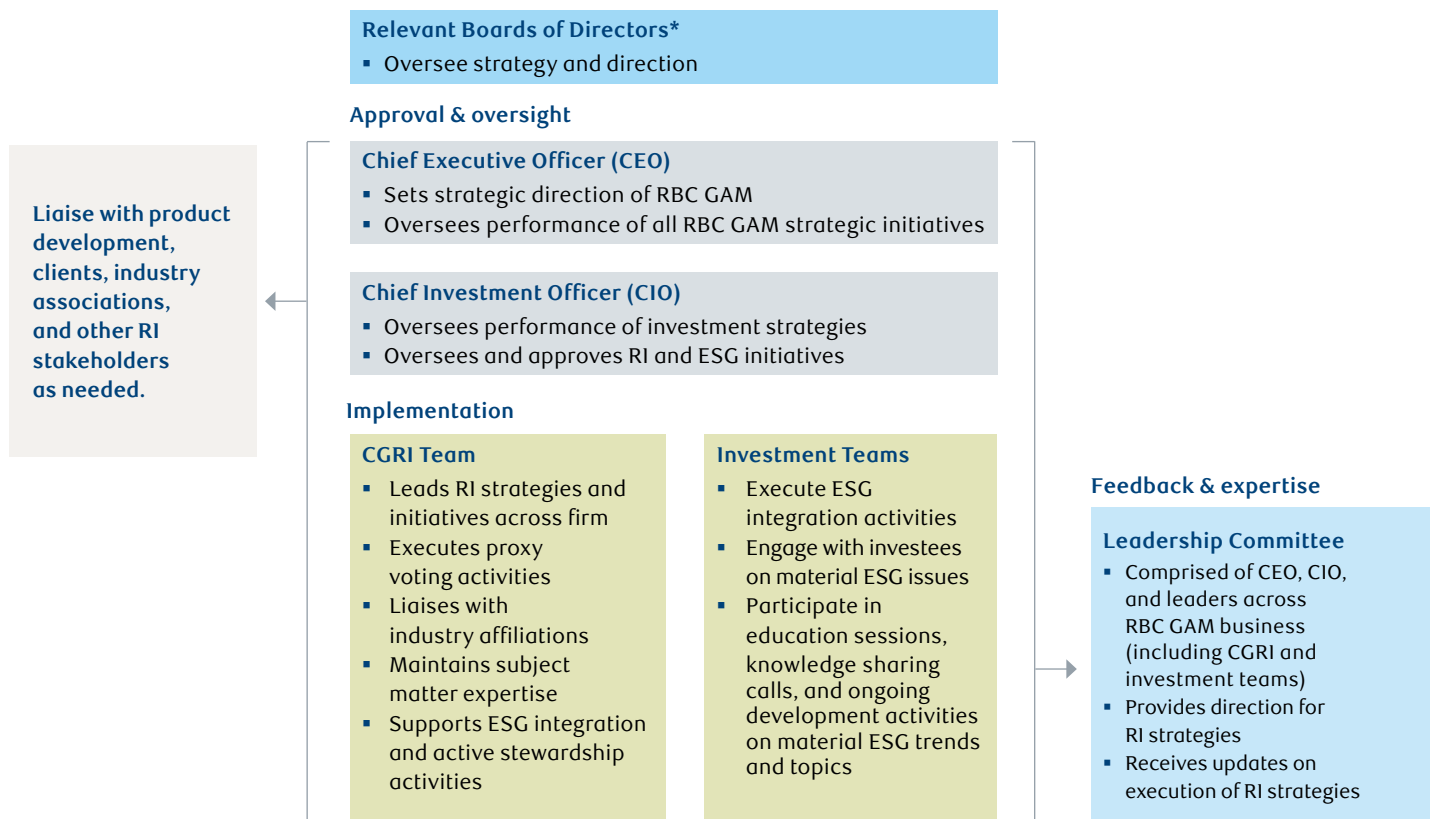 Relevant Boards of Directors*
▪ Oversee strategy and direction
Approval & oversight
Chief Executive Officer (CEO)
▪ Sets strategic direction of RBC GAM
▪ Oversees performance of all RBC GAM strategic initiatives
Liaise with product
development,
clients, industry
associations,
and other RI
stakeholders
as needed.
Chief Investment Officer (CIO)
▪ Oversees performance of investment strategies
▪ Oversees and approves RI and ESG initiatives
Implementation
CGRI Team
▪ Leads RI strategies and
initiatives across firm
▪ Executes proxy
voting activities
▪ Liaises with
industry affiliations
▪ Maintains subject
matter expertise
▪ Supports ESG integration
and active stewardship
activities
Investment Teams
▪ Execute ESG
integration activities
▪ Engage with investees
on material ESG issues
▪ Participate in
education sessions,
knowledge sharing
calls, and ongoing
development activities
on material ESG trends
and topics
Feedback & expertise
Leadership Committee
▪ Comprised of CEO, CIO,
and leaders across
RBC GAM business
(including CGRI and
investment teams)
▪ Provides direction for
RI strategies
▪ Receives updates on
execution of RI strategies